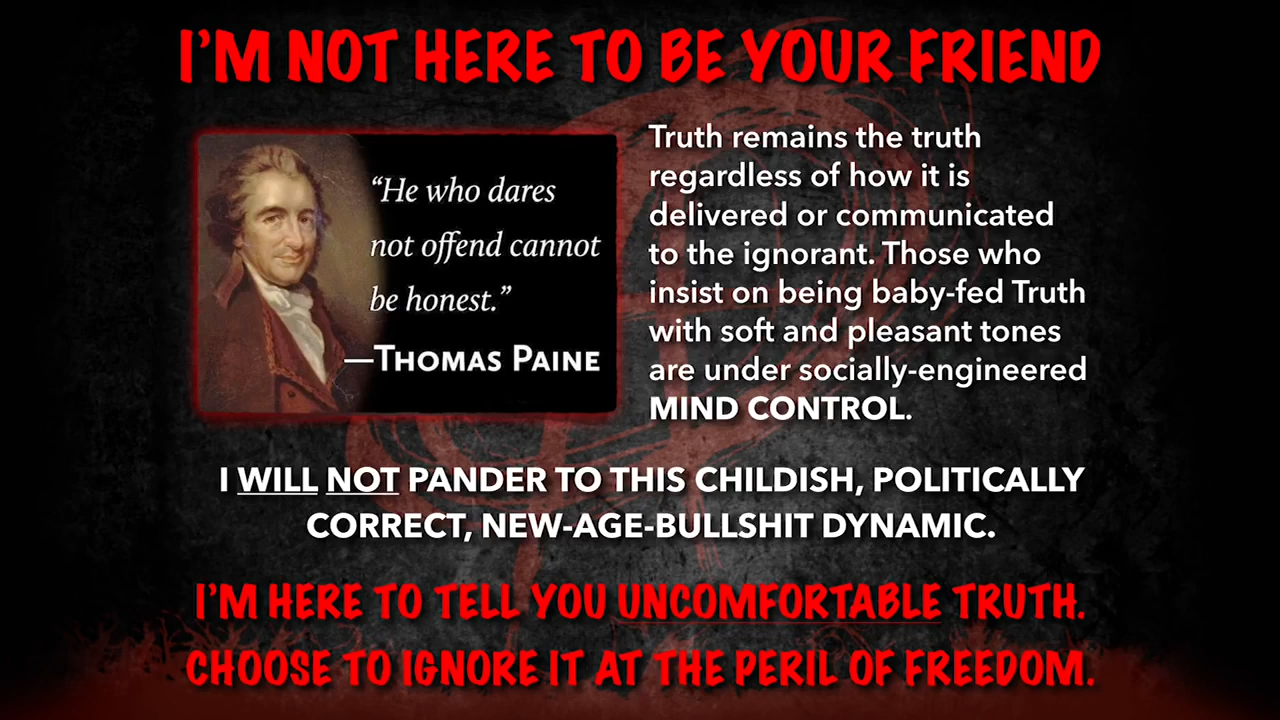 I'M NOT HERE TO BE YOUR FRIEND
“He who dares
not offend cannot
be honest.”
—THOMAS PAINE
Truth remains the truth
regardless of how it is
delivered or communicated
to the ignorant. Those who
insist on being baby-fed Truth
with soft and pleasant tones
are under socially-engineered
MIND CONTROL.
I WILL NOT PANDER TO THIS CHILDISH, POLITICALLY
CORRECT, NEW-AGE-BULLSHIT DYNAMIC.
I'M HERE TO TELL YOU UNCOMFORTABLE TRUTH.
CHOOSE TO IGNORE IT AT THE PERIL OF FREEDOM.